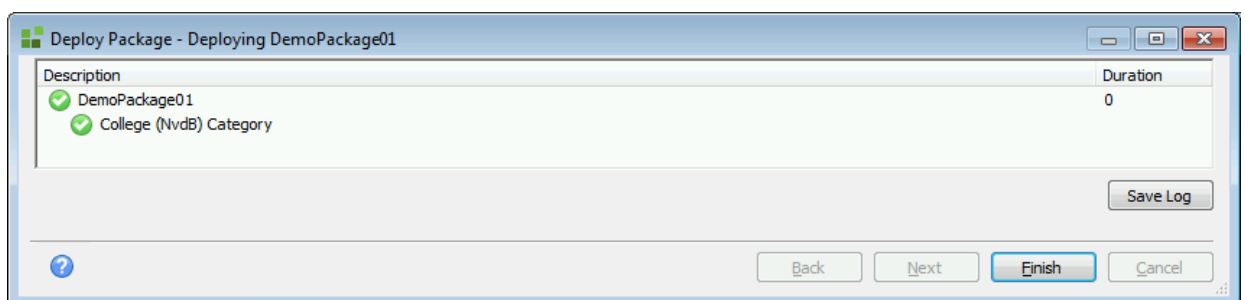 Deploy Package - Deploying DemoPackage01
Description Duration
DemoPackage01 0
College (NvdB) Category
Save Log
? Back Next Finish Cancel